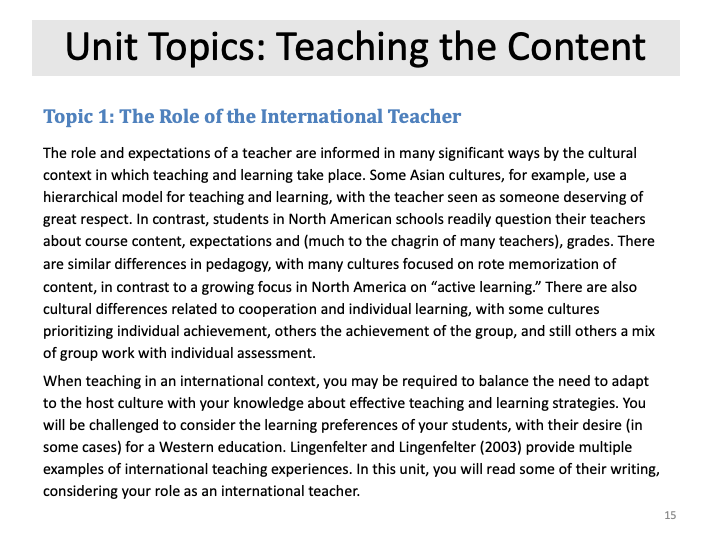 Unit Topics: Teaching the Content
Topic 1: The Role of the International Teacher
The role and expectations of a teacher are informed in many significant ways by the cultural
context in which teaching and learning take place. Some Asian cultures, for example, use a
hierarchical model for teaching and learning, with the teacher seen as someone deserving of
great respect. In contrast, students in North American schools readily question their teachers
about course content, expectations and (much to the chagrin of many teachers), grades. There
are similar differences in pedagogy, with many cultures focused on rote memorization of
content, in contrast to a growing focus in North America on “active learning.” There are also
cultural differences related to cooperation and individual learning, with some cultures
prioritizing individual achievement, others the achievement of the group, and still others a mix
of group work with individual assessment.
When teaching in an international context, you may be required to balance the need to adapt
to the host culture with your knowledge about effective teaching and learning strategies. You
will be challenged to consider the learning preferences of your students, with their desire (in
some cases) for a Western education. Lingenfelter and Lingenfelter (2003) provide multiple
examples of international teaching experiences. In this unit, you will read some of their writing,
considering your role as an international teacher.
15